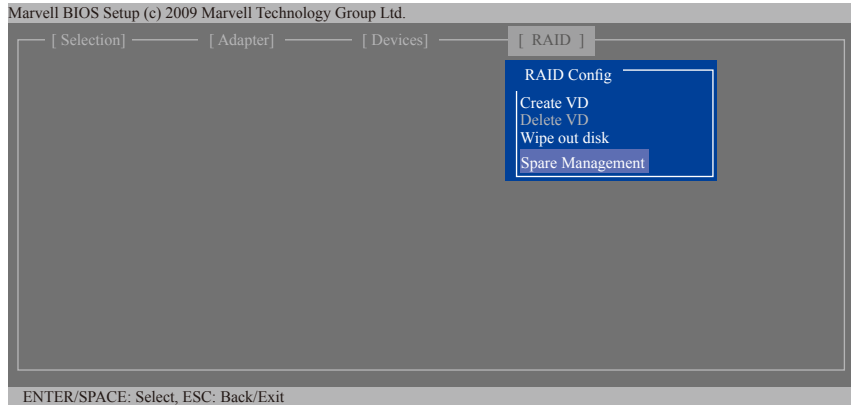 Marvell BIOS Setup (c) 2009 Marvell Technology Group Ltd.
[ Selection] [ Adapter] [ Devices] [ RAID ]
RAID Config
Create VD
Delete VD
Wipe out disk
Spare Management
ENTER/SPACE: Select, ESC: Back/Exit